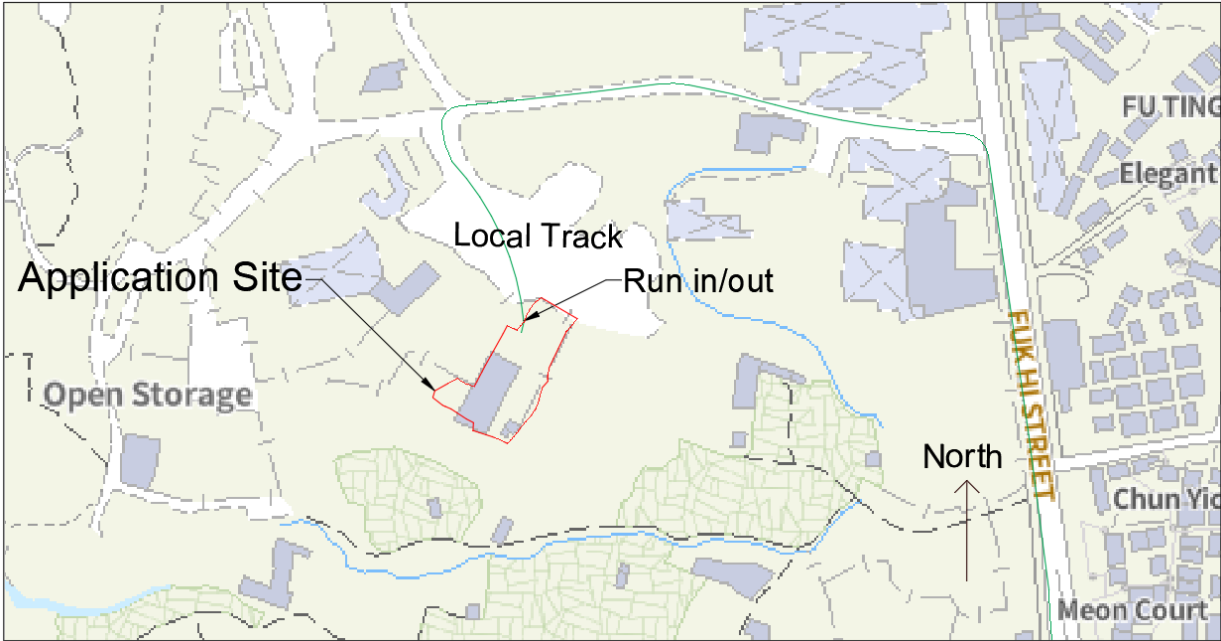 FU TING
Elegant
Local Track
Application Site
Run in/out
FUK HI STREET
Open Storage
North
Chun Yic
Meon Court